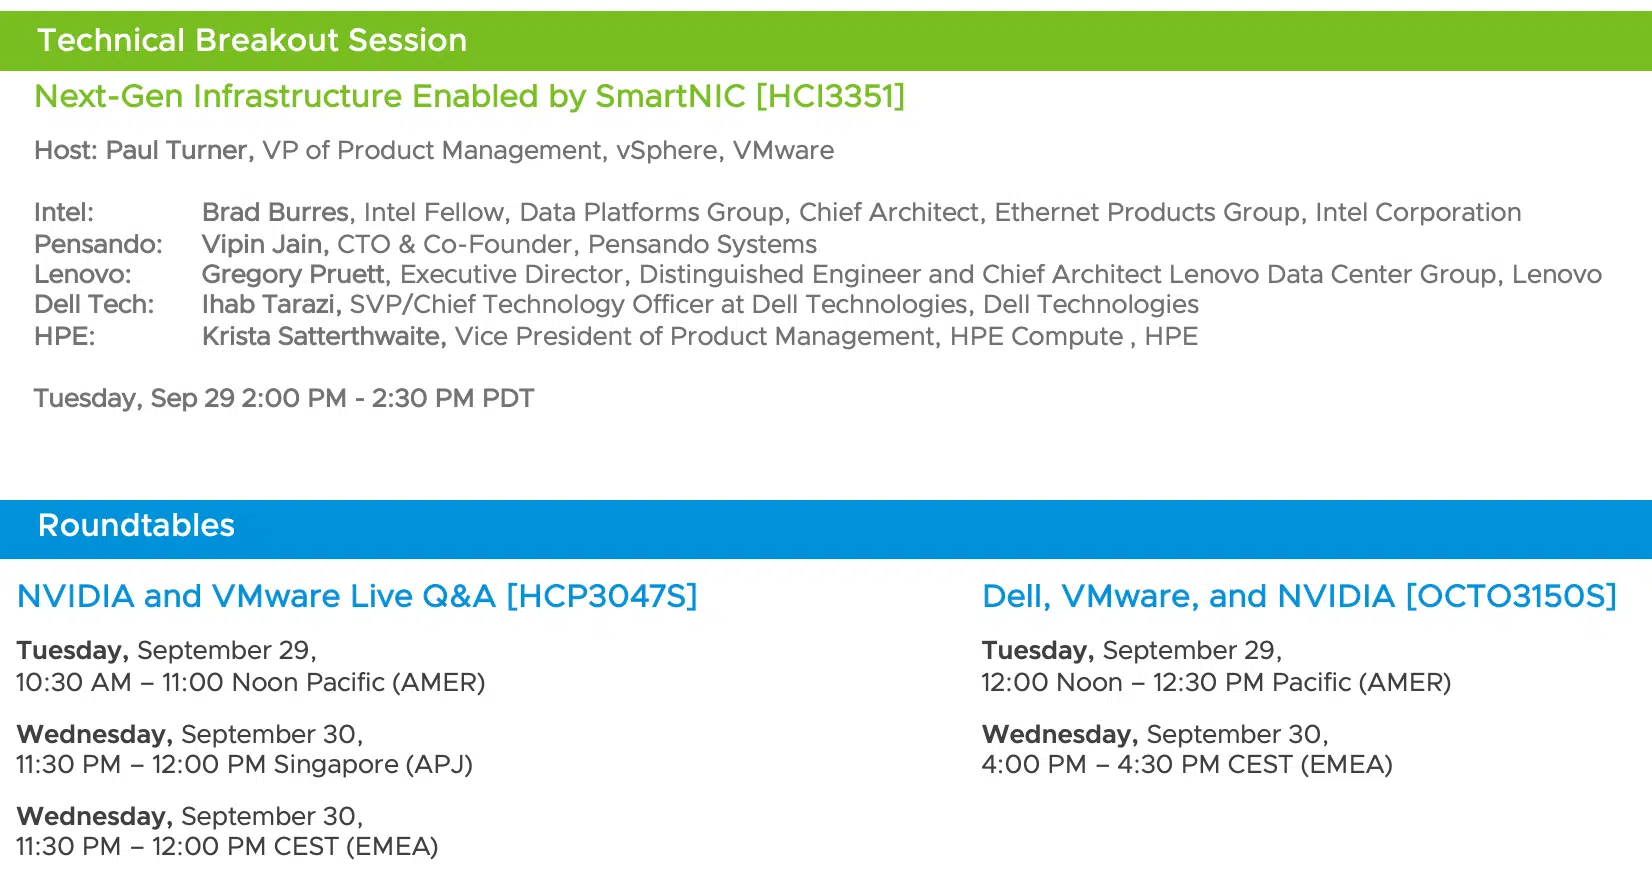 Technical Breakout Session
Next-Gen Infrastructure Enabled by SmartNIC [HCI3351]
Host: Paul Turner, VP of Product Management, vSphere, VMware
Intel: Brad Burres, Intel Fellow, Data Platforms Group, Chief Architect, Ethernet Products Group, Intel Corporation
Pensando: Vipin Jain, CTO & Co-Founder, Pensando Systems
Lenovo: Gregory Pruett, Executive Director, Distinguished Engineer and Chief Architect Lenovo Data Center Group, Lenovo
Dell Tech: Ihab Tarazi, SVP/Chief Technology Officer at Dell Technologies, Dell Technologies
HPE: Krista Satterthwaite, Vice President of Product Management, HPE Compute , HPE
Tuesday, Sep 29 2:00 PM - 2:30 PM PDT
Roundtables
NVIDIA and VMware Live Q&A [HCP3047S]
Tuesday, September 29,
10:30 AM – 11:00 Noon Pacific (AMER)
Wednesday, September 30,
11:30 PM – 12:00 PM Singapore (APJ)
Wednesday, September 30,
11:30 PM – 12:00 PM CEST (EMEA)
Dell, VMware, and NVIDIA [OCTO3150S]
Tuesday, September 29,
12:00 Noon – 12:30 PM Pacific (AMER)
Wednesday, September 30,
4:00 PM – 4:30 PM CEST (EMEA)